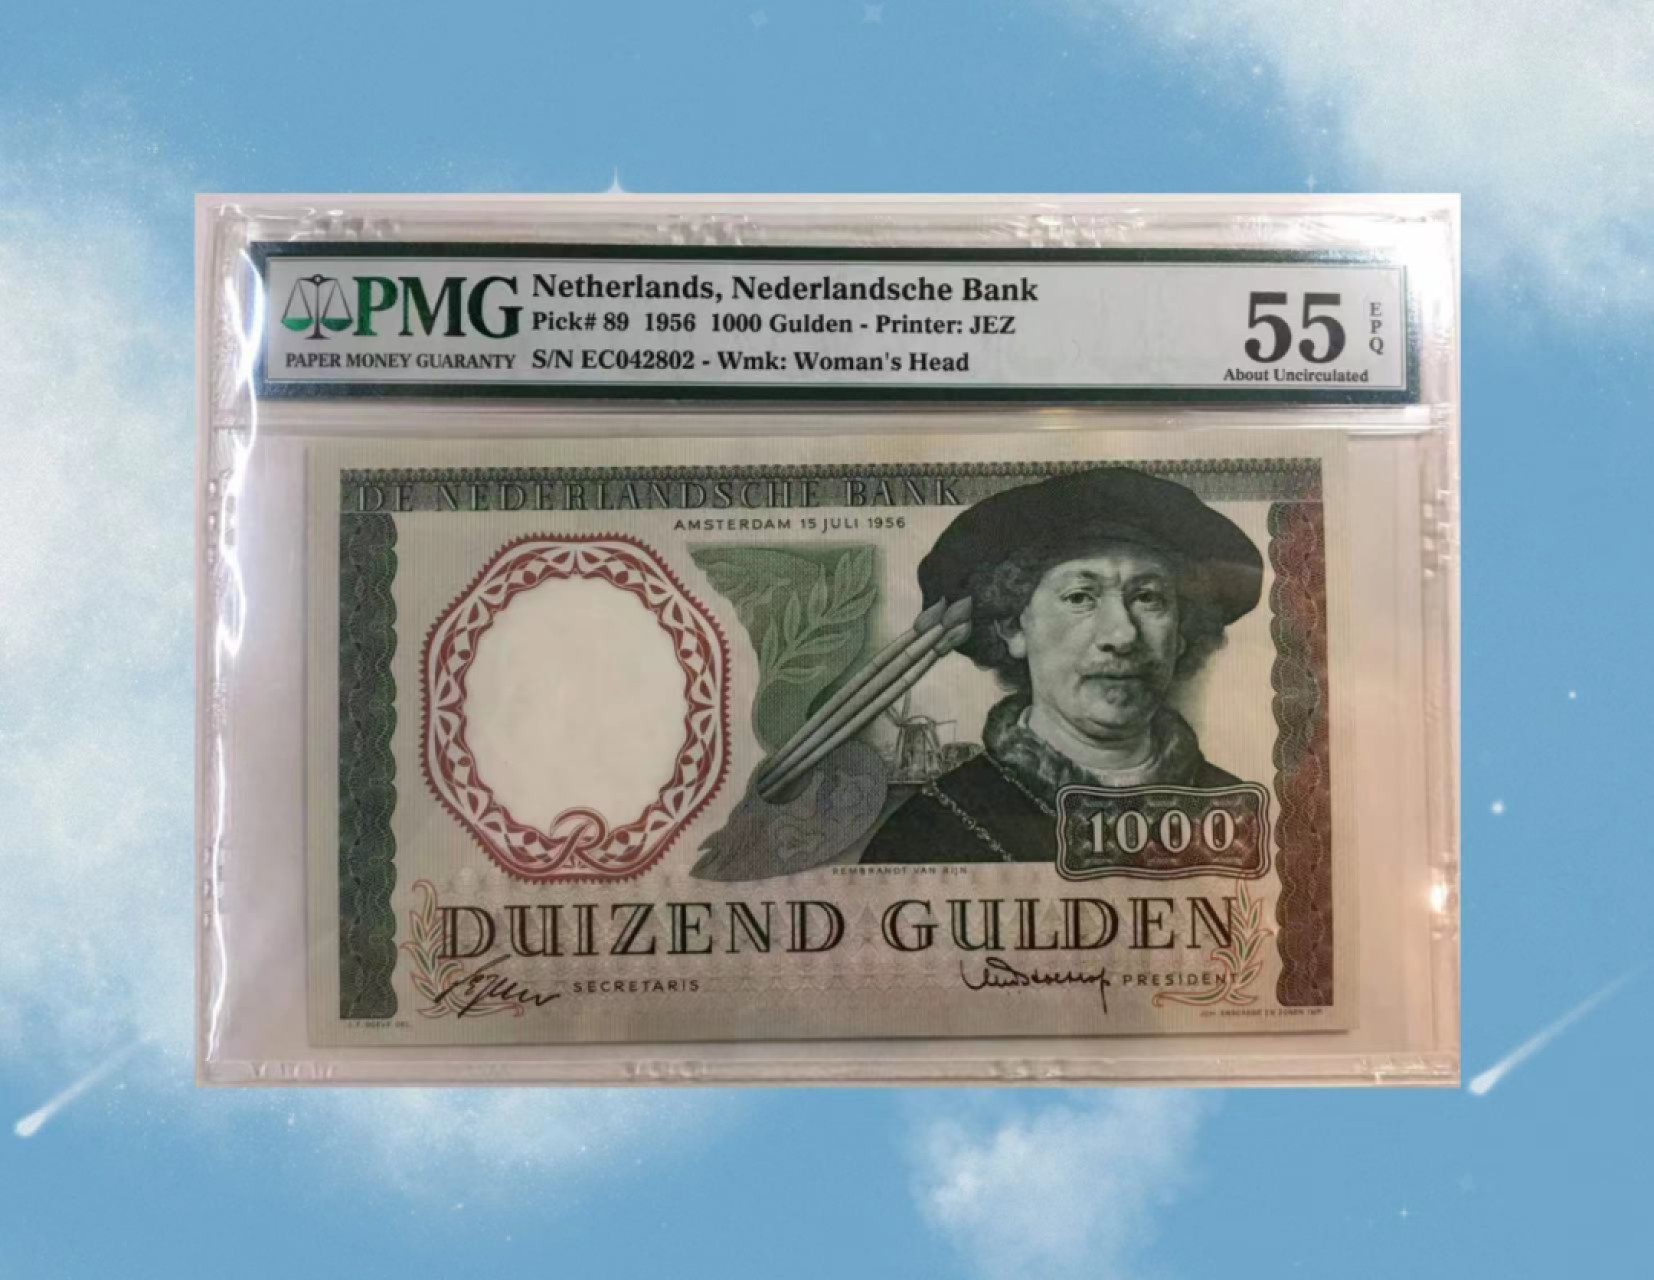 PMG
PAPER MONEY GUARANTY
Netherlands, Nederlandsche Bank
Pick# 89 1956 1000 Gulden - Printer: JEZ
S/N EC042802 - Wmk: Woman's Head
55
EPQ
About Uncirculated
DE NEDERLANDSCHE BANK
AMSTERDAM 15 JULI 1956
R
1000
REMBRANDT VAN RIJN
DUIZEND GULDEN
SECRETARIS
PRESIDENT